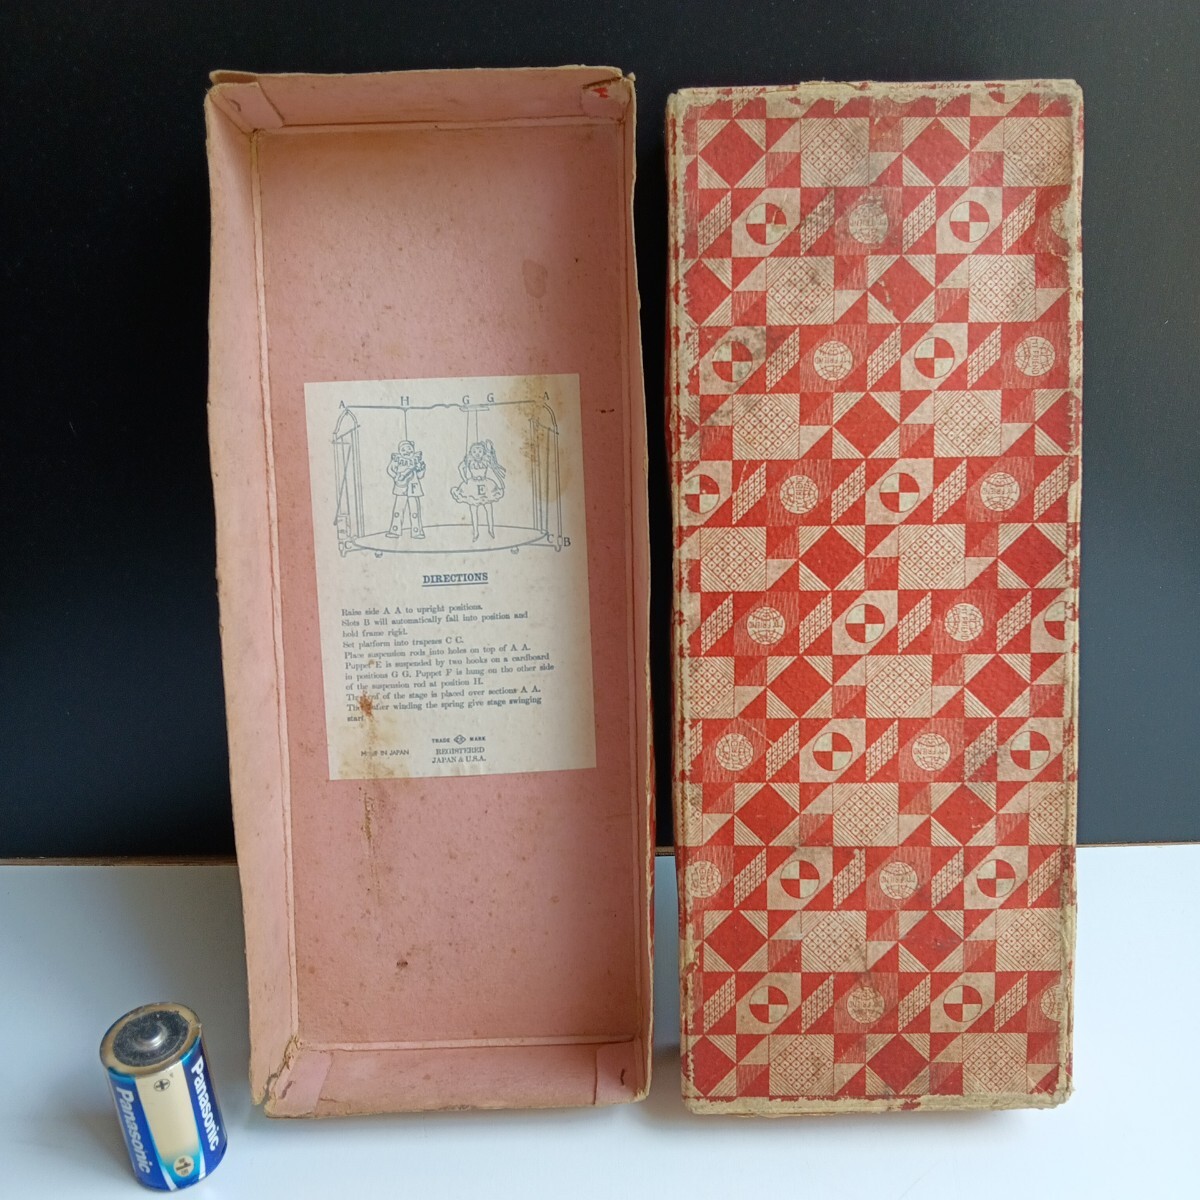 A H G G A
F E
C C B
DIRECTIONS
Raise side A A to upright positions.
Slots B will automatically fall into position and
hold frame rigid.
Set platform into trapezes C C.
Place suspension rods into holes on top of A A.
Puppet E is suspended by two hooks on a cardboard
in positions G G. Puppet F is hung on the other side
of the suspension rod at position H.
of the stage is placed over sections A A.
winding the spring give stage swinging
start
TRADE MARK
MADE IN JAPAN
REGISTERED
JAPAN & U.S.A.
Panasonic
Panasonic